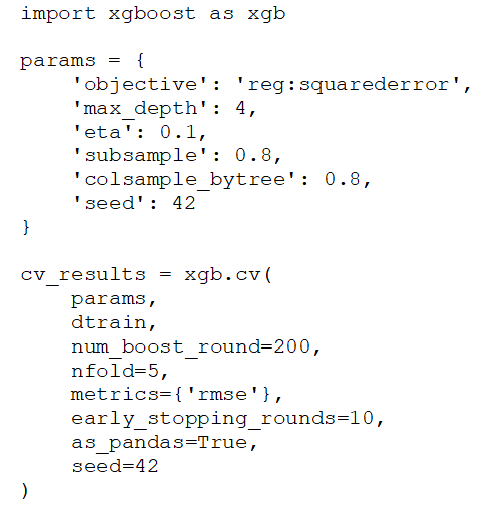 import xgboost as xgb

params = {
    'objective': 'reg:squarederror',
    'max_depth': 4,
    'eta': 0.1,
    'subsample': 0.8,
    'colsample_bytree': 0.8,
    'seed': 42
}

cv_results = xgb.cv(
    params,
    dtrain,
    num_boost_round=200,
    nfold=5,
    metrics={'rmse'},
    early_stopping_rounds=10,
    as_pandas=True,
    seed=42
)